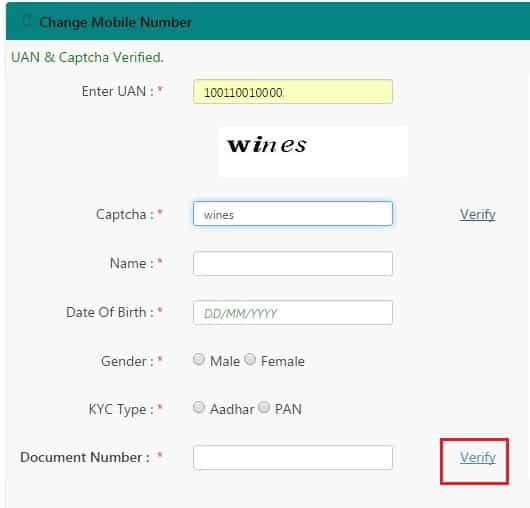 Change Mobile Number
UAN & Captcha Verified.
Enter UAN : * 100110010000
wines
Captcha : * wines Verify
Name : *
Date Of Birth : * DD/MM/YYYY
Gender : * Male Female
KYC Type : * Aadhar PAN
Document Number : * Verify